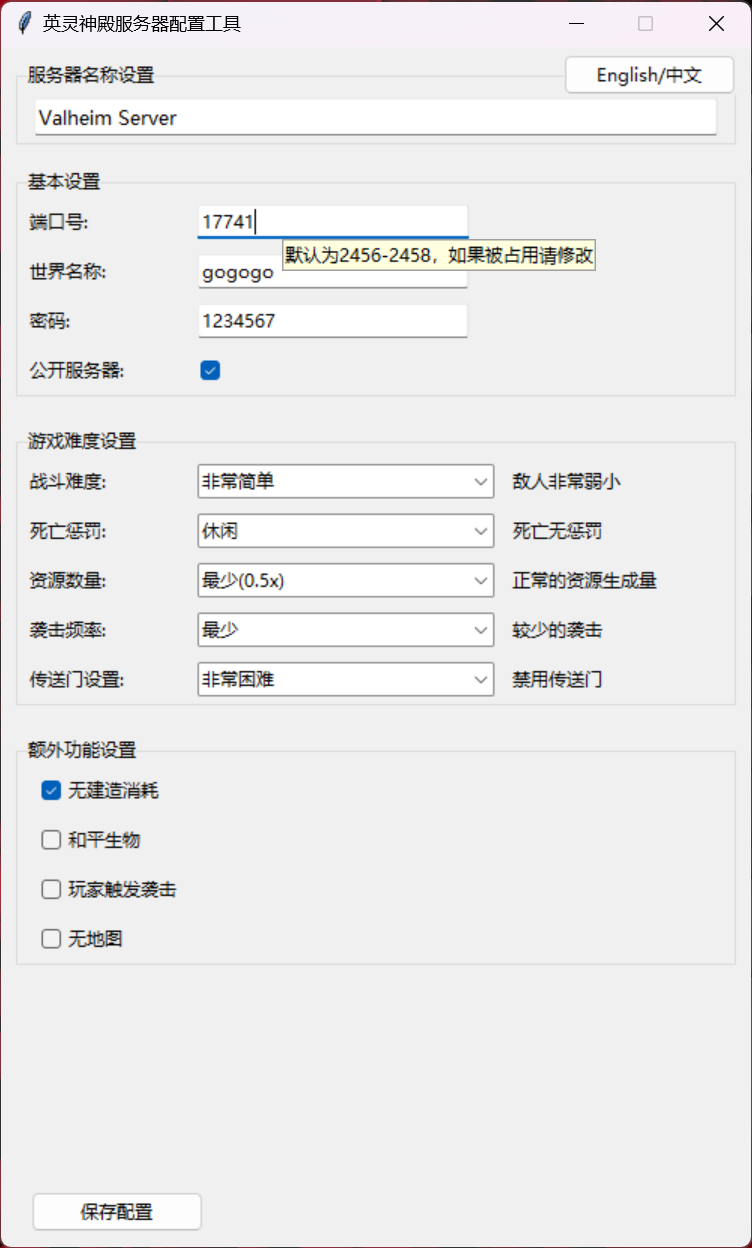 英灵神殿服务器配置工具
服务器名称设置
English/中文
Valheim Server
基本设置
端口号: 17741
默认为2456-2458，如果被占用请修改
世界名称: gogogo
密码: 1234567
公开服务器:
游戏难度设置
战斗难度: 非常简单 敌人非常弱小
死亡惩罚: 休闲 死亡无惩罚
资源数量: 最少(0.5x) 正常的资源生成量
袭击频率: 最少 较少的袭击
传送门设置: 非常困难 禁用传送门
额外功能设置
无建造消耗
和平生物
玩家触发袭击
无地图
保存配置